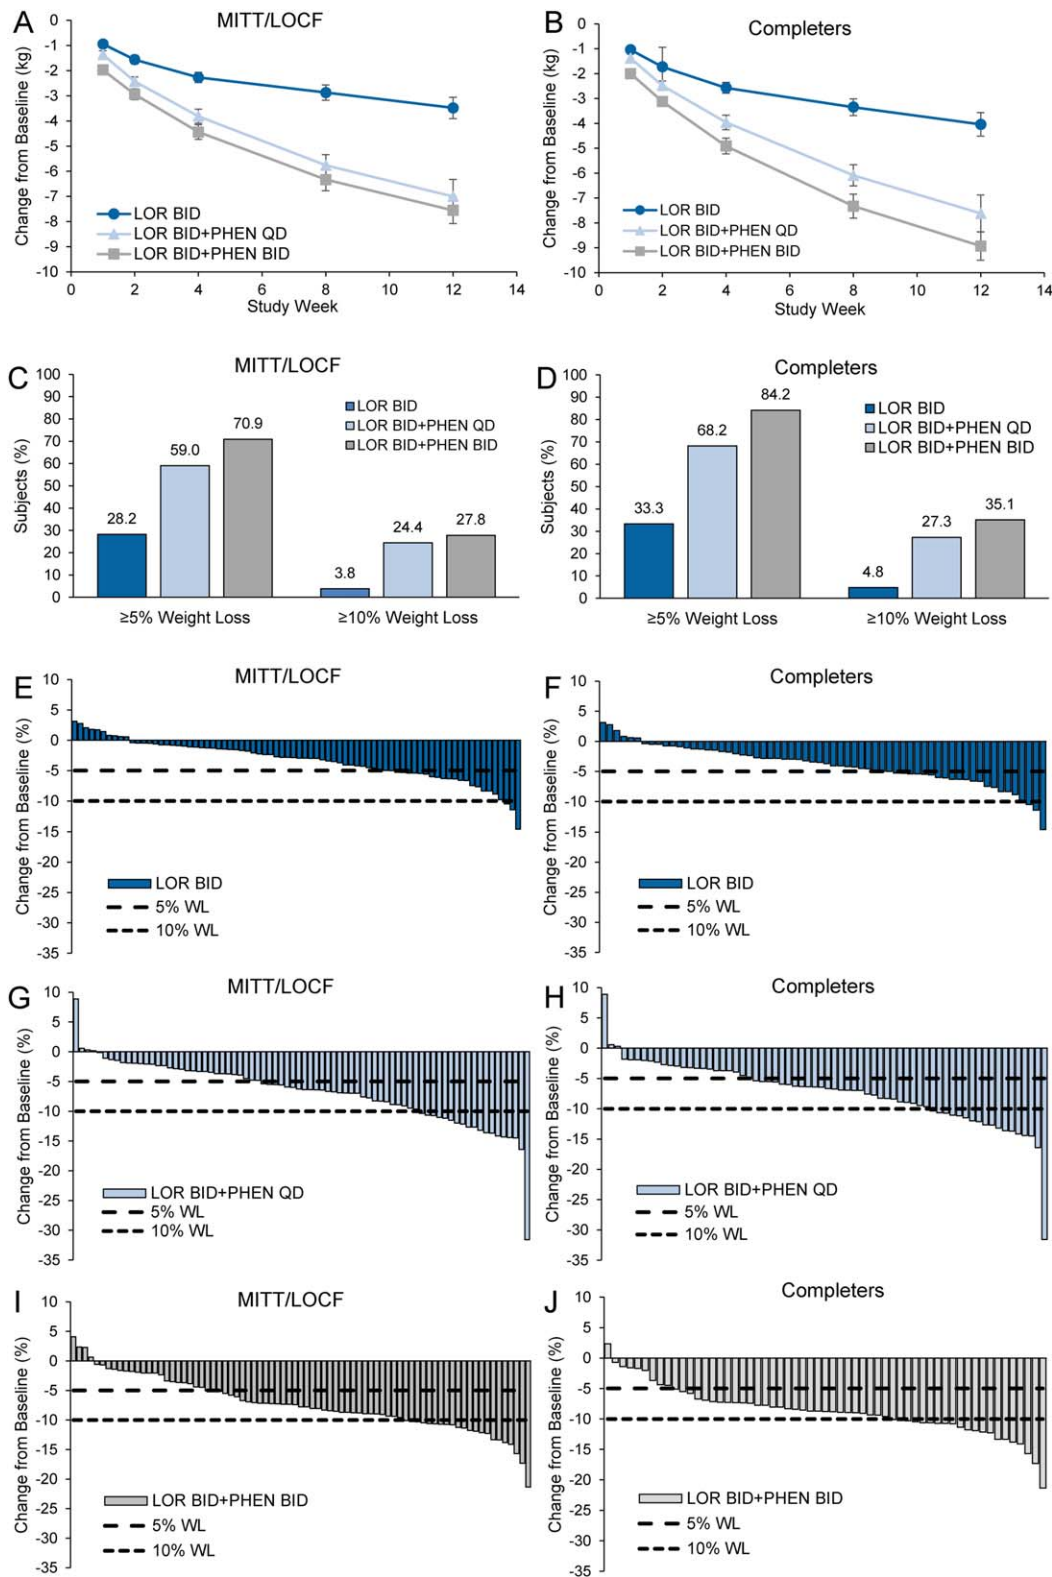 A
MITT/LOCF
Change from Baseline (kg)
0
-1
-2
-3
-4
-5
-6
-7
-8
-9
-10
LOR BID
LOR BID+PHEN QD
LOR BID+PHEN BID
0 2 4 6 8 10 12 14
Study Week
B
Completers
Change from Baseline (kg)
0
-1
-2
-3
-4
-5
-6
-7
-8
-9
-10
LOR BID
LOR BID+PHEN QD
LOR BID+PHEN BID
0 2 4 6 8 10 12 14
Study Week
C
MITT/LOCF
Subjects (%)
100
90
80
70
60
50
40
30
20
10
0
LOR BID
LOR BID+PHEN QD
LOR BID+PHEN BID
28.2 59.0 70.9 3.8 24.4 27.8
≥5% Weight Loss ≥10% Weight Loss
D
Completers
Subjects (%)
100
90
80
70
60
50
40
30
20
10
0
LOR BID
LOR BID+PHEN QD
LOR BID+PHEN BID
33.3 68.2 84.2 4.8 27.3 35.1
≥5% Weight Loss ≥10% Weight Loss
E
MITT/LOCF
Change from Baseline (%)
10
5
0
-5
-10
-15
-20
-25
-30
-35
LOR BID
5% WL
10% WL
F
Completers
Change from Baseline (%)
10
5
0
-5
-10
-15
-20
-25
-30
-35
LOR BID
5% WL
10% WL
G
MITT/LOCF
Change from Baseline (%)
10
5
0
-5
-10
-15
-20
-25
-30
-35
LOR BID+PHEN QD
5% WL
10% WL
H
Completers
Change from Baseline (%)
10
5
0
-5
-10
-15
-20
-25
-30
-35
LOR BID+PHEN QD
5% WL
10% WL
I
MITT/LOCF
Change from Baseline (%)
10
5
0
-5
-10
-15
-20
-25
-30
-35
LOR BID+PHEN BID
5% WL
10% WL
J
Completers
Change from Baseline (%)
10
5
0
-5
-10
-15
-20
-25
-30
-35
LOR BID+PHEN BID
5% WL
10% WL